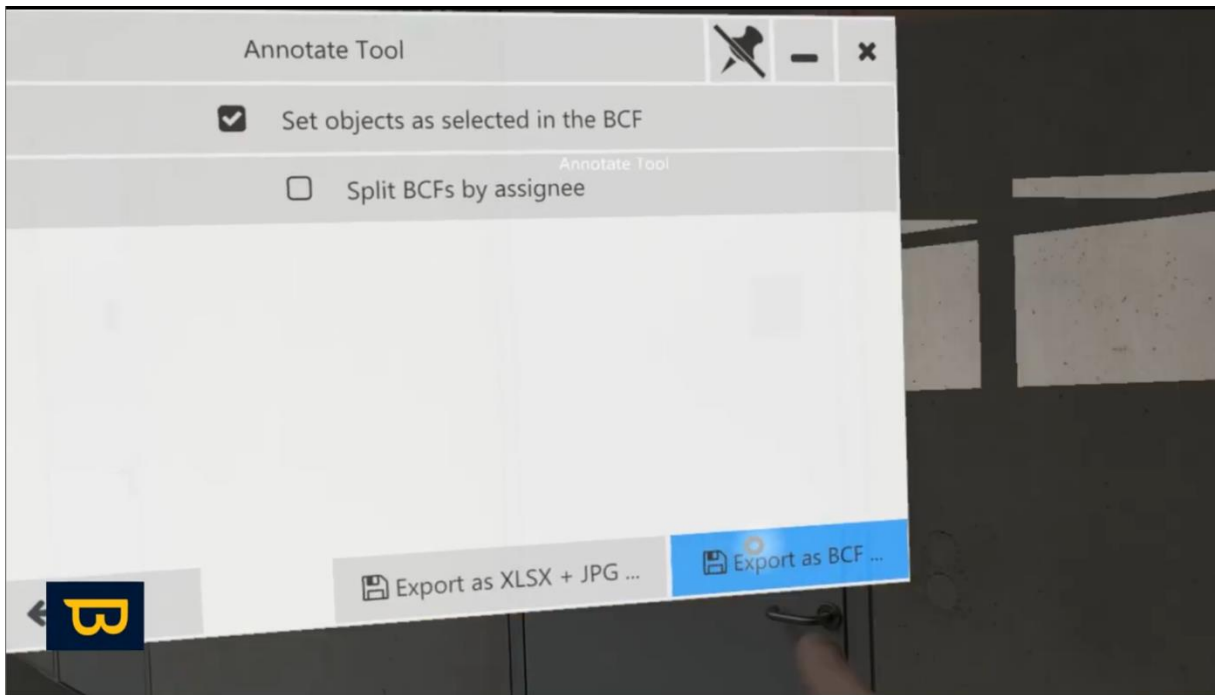 Annotate Tool
Set objects as selected in the BCF
Annotate Tool
Split BCFs by assignee
Export as XLSX + JPG ...
Export as BCF ...
B